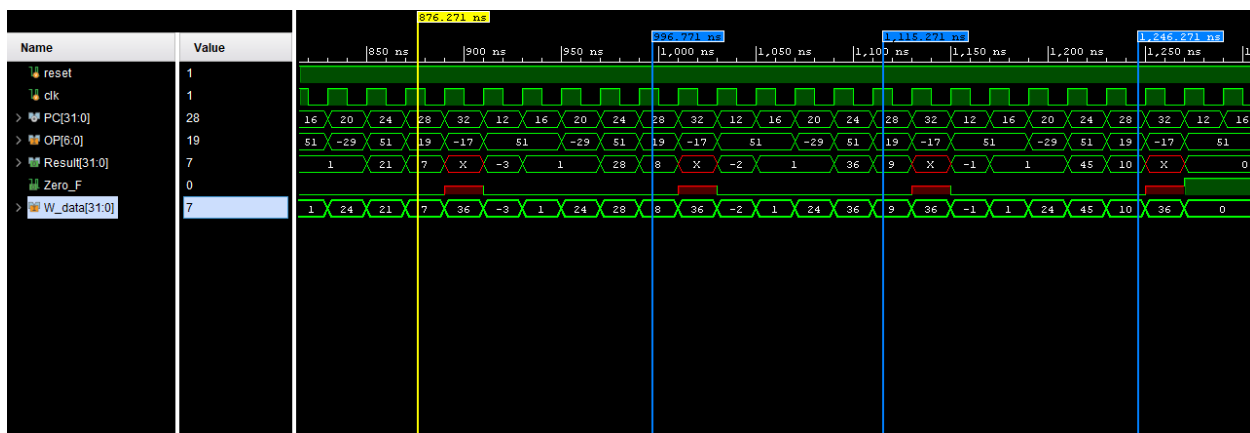 876.271 ns
996.771 ns 1,115.271 ns 1,246.271 ns
Name Value 850 ns 900 ns 950 ns 1,000 ns 1,050 ns 1,100 ns 1,150 ns 1,200 ns 1,250 ns
reset 1
clk 1
PC[31:0] 28 16 20 24 28 32 12 16 20 24 28 32 12 16 20 24 28 32 12 16 20 24 28 32 12 16
OP[6:0] 19 51 -29 51 19 -17 51 -29 51 19 -17 51 -29 51 19 -17 51 -29 51 19 -17 51
Result[31:0] 7 1 21 7 X -3 1 28 8 X -2 1 36 9 X -1 1 45 10 X 0
Zero_F 0
W_data[31:0] 7 1 24 21 7 36 -3 1 24 28 8 36 -2 1 24 36 9 36 -1 1 24 45 10 36 0